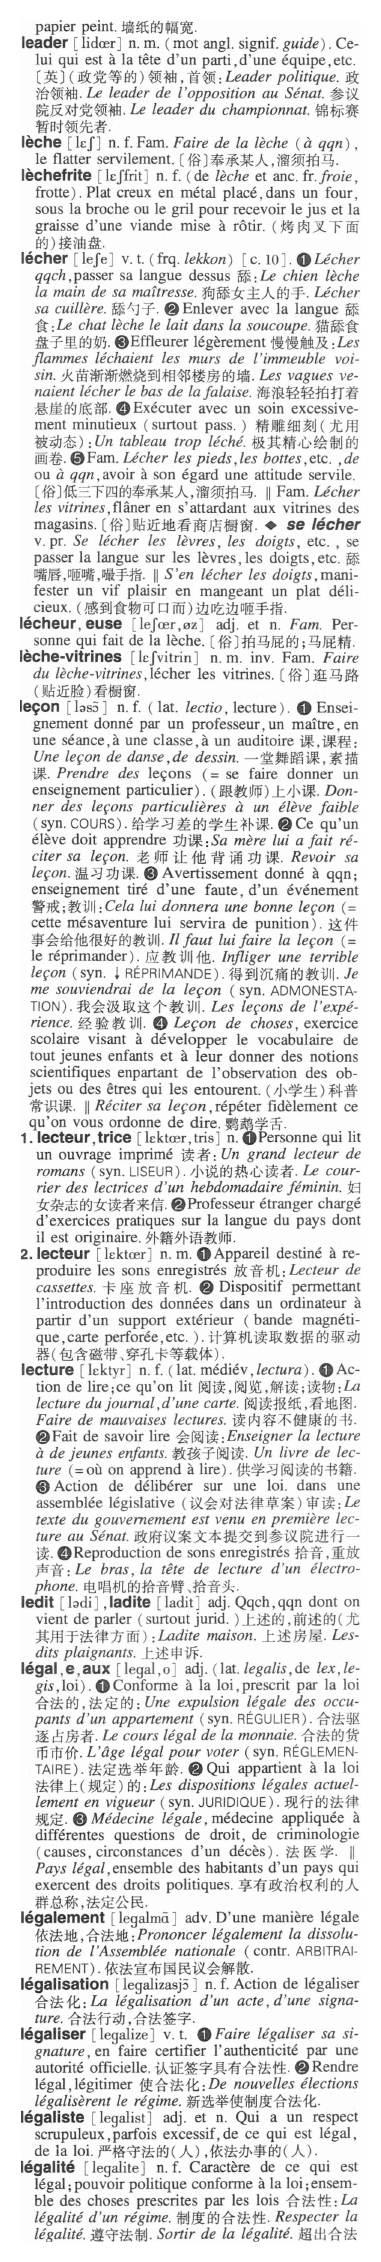 papier peint. 墙纸的幅宽.
leader [lidœr] n. m. (mot angl. signif. guide). Ce-
lui qui est à la tête d'un parti, d'une équipe, etc.
〔英〕(政党等的)领袖,首领: Leader politique. 政
治领袖. Le leader de l'opposition au Sénat. 参议
院反对党领袖. Le leader du championnat. 锦标赛
暂时领先者.
lèche [lɛʃ] n. f. Fam. Faire de la lèche (à qqn),
le flatter servilement. 〔俗〕奉承某人,溜须拍马.
lèchefrite [lɛʃfrit] n. f. (de lèche et anc. fr. froie,
frotte). Plat creux en métal placé, dans un four,
sous la broche ou le gril pour recevoir le jus et la
graisse d'une viande mise à rôtir. (烤肉叉下面
的)接油盘.
lécher [leʃe] v. t. (frq. lekkon) [c. 10]. ❶ Lécher
qqch, passer sa langue dessus 舔: Le chien lèche
la main de sa maîtresse. 狗舔女主人的手. Lécher
sa cuillère. 舔勺子. ❷ Enlever avec la langue 舔
食: Le chat lèche le lait dans la soucoupe. 猫舔食
盘子里的奶. ❸ Effleurer légèrement 慢慢触及: Les
flammes léchaient les murs de l'immeuble voi-
sin. 火苗渐渐燃烧到相邻楼房的墙. Les vagues ve-
naient lécher le bas de la falaise. 海浪轻轻拍打着
悬崖的底部. ❹ Exécuter avec un soin excessive-
ment minutieux (surtout pass.) 精雕细刻(尤用
被动态): Un tableau trop léché. 极其精心绘制的
画卷. ❺ Fam. Lécher les pieds, les bottes, etc., de
ou à qqn, avoir à son égard une attitude servile.
〔俗〕低三下四的奉承某人,溜须拍马. ‖ Fam. Lécher
les vitrines, flâner en s'attardant aux vitrines des
magasins. 〔俗〕贴近地看商店橱窗. ◆ se lécher
v. pr. Se lécher les lèvres, les doigts, etc., se
passer la langue sur les lèvres, les doigts, etc. 舔
嘴唇,咂嘴,嘬手指. ‖ S'en lécher les doigts, mani-
fester un vif plaisir en mangeant un plat déli-
cieux. (感到食物可口而)边吃边咂手指.
lécheur, euse [leʃœr, øz] adj. et n. Fam. Per-
sonne qui fait de la lèche. 〔俗〕拍马屁的;马屁精.
lèche-vitrines [lɛʃvitrin] n. m. inv. Fam. Faire
du lèche-vitrines, lécher les vitrines. 〔俗〕逛马路
(贴近脸)看橱窗.
leçon [ləsɔ̃] n. f. (lat. lectio, lecture). ❶ Ensei-
gnement donné par un professeur, un maître, en
une séance, à une classe, à un auditoire 课,课程:
Une leçon de danse, de dessin. 一堂舞蹈课,素描
课. Prendre des leçons (= se faire donner un
enseignement particulier). (跟教师)上小课. Don-
ner des leçons particulières à un élève faible
(syn. COURS). 给学习差的学生补课. ❷ Ce qu'un
élève doit apprendre 功课: Sa mère lui a fait ré-
citer sa leçon. 老师让他背诵功课. Revoir sa
leçon. 温习功课. ❸ Avertissement donné à qqn;
enseignement tiré d'une faute, d'un événement
警戒;教训: Cela lui donnera une bonne leçon (=
cette mésaventure lui servira de punition). 这件
事会给他很好的教训. Il faut lui faire la leçon (=
le réprimander). 应教训他. Infliger une terrible
leçon (syn. ↓ RÉPRIMANDE). 得到沉痛的教训. Je
me souviendrai de la leçon (syn. ADMONESTA-
TION). 我会汲取这个教训. Les leçons de l'expé-
rience. 经验教训. ❹ Leçon de choses, exercice
scolaire visant à développer le vocabulaire de
tout jeunes enfants et à leur donner des notions
scientifiques enpartant de l'observation des ob-
jets ou des êtres qui les entourent. (小学生)科普
常识课. ‖ Réciter sa leçon, répéter fidèlement ce
qu'on vous ordonne de dire. 鹦鹉学舌.
1. lecteur, trice [lɛktœr, tris] n. ❶ Personne qui lit
un ouvrage imprimé 读者: Un grand lecteur de
romans (syn. LISEUR). 小说的热心读者. Le cour-
rier des lectrices d'un hebdomadaire féminin. 妇
女杂志的女读者来信. ❷ Professeur étranger chargé
d'exercices pratiques sur la langue du pays dont
il est originaire. 外籍外语教师.
2. lecteur [lɛktœr] n. m. ❶ Appareil destiné à re-
produire les sons enregistrés 放音机: Lecteur de
cassettes. 卡座放音机. ❷ Dispositif permettant
l'introduction des données dans un ordinateur à
partir d'un support extérieur (bande magnéti-
que, carte perforée, etc.). 计算机读取数据的驱动
器(包含磁带、穿孔卡等载体).
lecture [lɛktyr] n. f. (lat. médiév. lectura). ❶ Ac-
tion de lire; ce qu'on lit 阅读,阅览,解读;读物: La
lecture du journal, d'une carte. 阅读报纸,看地图.
Faire de mauvaises lectures. 读内容不健康的书.
❷ Fait de savoir lire 会阅读: Enseigner la lecture
à de jeunes enfants. 教孩子阅读. Un livre de lec-
ture (= où on apprend à lire). 供学习阅读的书籍.
❸ Action de délibérer sur une loi. dans une
assemblée législative (议会对法律草案)审读: Le
texte du gouvernement est venu en première lec-
ture au Sénat. 政府议案文本提交到参议院进行一
读. ❹ Reproduction de sons enregistrés 拾音,重放
声音: Le bras, la tête de lecture d'un électro-
phone. 电唱机的拾音臂、拾音头.
ledit [lədi], ladite [ladit] adj. Qqch, qqn dont on
vient de parler (surtout jurid.)上述的,前述的(尤
其用于法律方面): Ladite maison. 上述房屋. Les-
dits plaignants. 上述申诉.
légal, e, aux [legal, o] adj. (lat. legalis, de lex, le-
gis, loi). ❶ Conforme à la loi, prescrit par la loi
合法的,法定的: Une expulsion légale des occu-
pants d'un appartement (syn. RÉGULIER). 合法驱
逐占房者. Le cours légal de la monnaie. 合法的货
币市价. L'âge légal pour voter (syn. RÉGLEMEN-
TAIRE). 法定选举年龄. ❷ Qui appartient à la loi
法律上(规定)的: Les dispositions légales actuel-
lement en vigueur (syn. JURIDIQUE). 现行的法律
规定. ❸ Médecine légale, médecine appliquée à
différentes questions de droit, de criminologie
(causes, circonstances d'un décès). 法医学. ‖
Pays légal, ensemble des habitants d'un pays qui
exercent des droits politiques. 享有政治权利的人
群总称,法定公民.
légalement [legalmɑ̃] adv. D'une manière légale
依法地,合法地: Prononcer légalement la dissolu-
tion de l'Assemblée nationale (contr. ARBITRAI-
REMENT). 依法宣布国民议会解散.
légalisation [legalizasjɔ̃] n. f. Action de légaliser
合法化: La légalisation d'un acte, d'une signa-
ture. 合法行动,合法签字.
légaliser [legalize] v. t. ❶ Faire légaliser sa si-
gnature, en faire certifier l'authenticité par une
autorité officielle. 认证签字具有合法性. ❷ Rendre
légal, légitimer 使合法化: De nouvelles élections
légalisèrent le régime. 新选举使制度合法化.
légaliste [legalist] adj. et n. Qui a un respect
scrupuleux, parfois excessif, de ce qui est légal,
de la loi. 严格守法的(人),依法办事的(人).
légalité [legalite] n. f. Caractère de ce qui est
légal; pouvoir politique conforme à la loi; ensem-
ble des choses prescrites par les lois 合法性: La
légalité d'un régime. 制度的合法性. Respecter la
légalité. 遵守法制. Sortir de la légalité. 超出合法